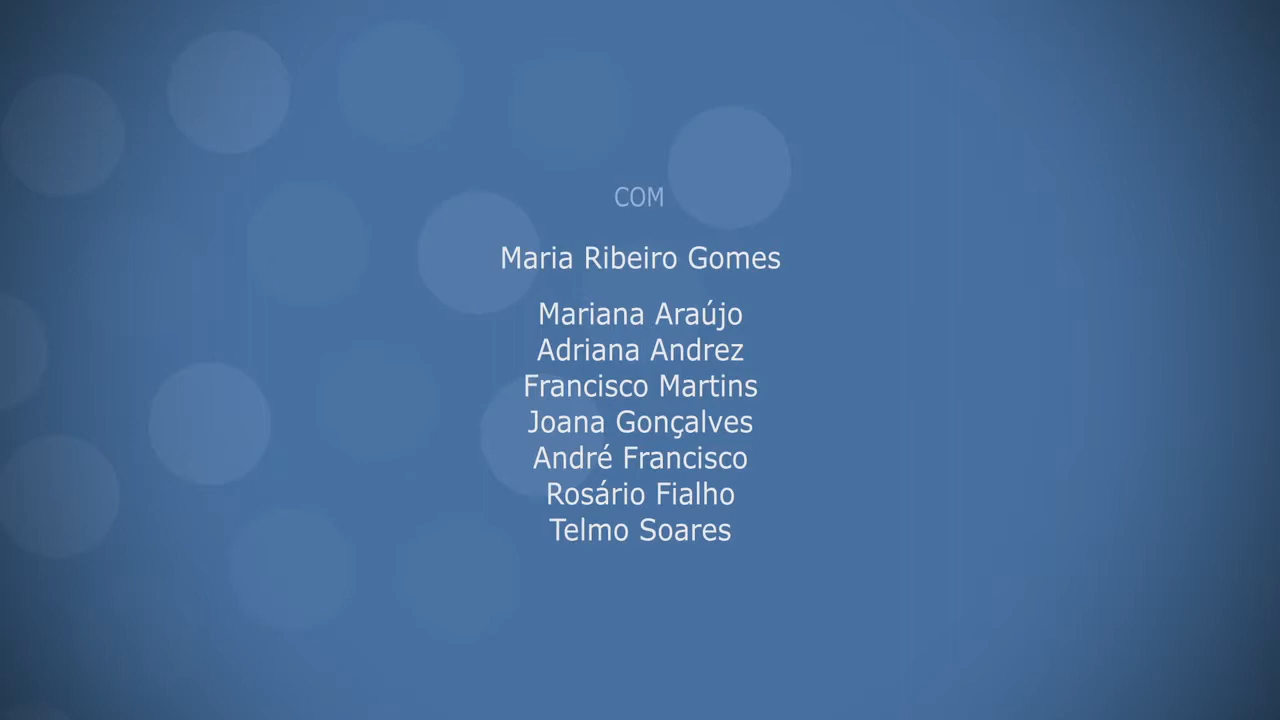 COM
Maria Ribeiro Gomes
Mariana Araújo
Adriana Andrez
Francisco Martins
Joana Gonçalves
André Francisco
Rosário Fialho
Telmo Soares